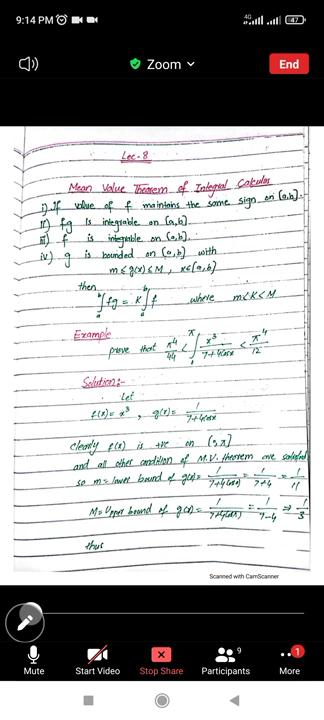 9:14 PM
4G
47
Zoom
End
Lec-8
Mean Value Theorem of Integral Calculus
i) If value of f maintains the same sign on [a,b].
ii) fg is integrable on [a,b]
iii) f is integrable on [a,b].
iv) g is bounded on [a,b] with
m ≤ g(x) ≤ M , x∈[a,b]
then
∫ₐᵇ fg = K ∫ₐᵇ f where m<K<M
Example
prove that π⁴/44 < ∫ x³/(7+4cosx) < π⁴/12
Solution:-
Let
f(x)= x³ , g(x)= 1/(7+4cosx)
clearly f(x) is +ve on [0,π]
and all other condition of M.V. theorem are satisfied
so m=lower bound of g(x)= 1/(7+4cos0) = 1/(7+4) = 1/11
M=Upper bound of g(x)= 1/(7+4cosπ) = 1/(7-4) ⇒ 1/3
thus
Scanned with CamScanner
9
1
Mute Start Video Stop Share Participants More